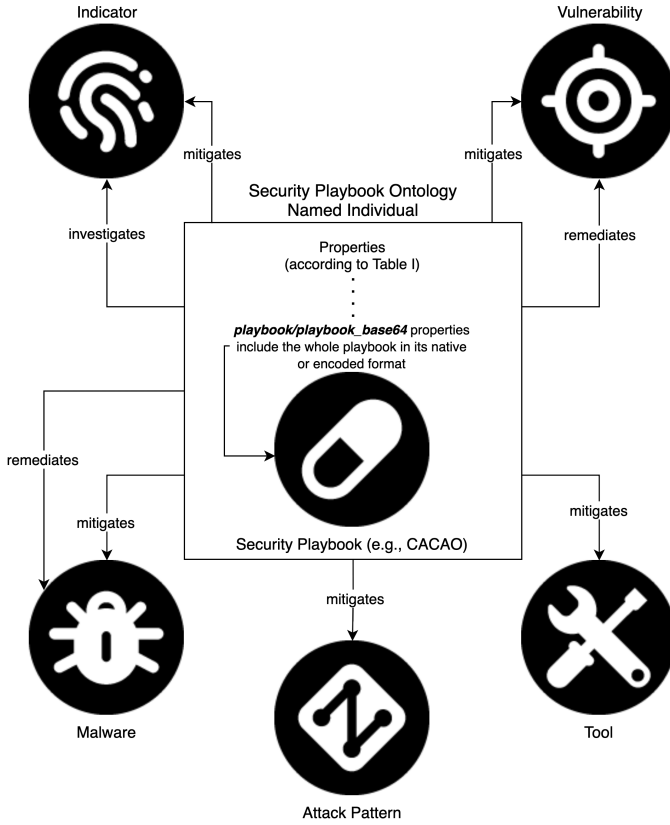 Indicator
Vulnerability
mitigates
mitigates
Security Playbook Ontology
Named Individual
investigates
remediates
Properties
(according to Table I)
playbook/playbook_base64 properties
include the whole playbook in its native
or encoded format
remediates
mitigates
mitigates
Security Playbook (e.g., CACAO)
mitigates
Malware
Tool
Attack Pattern